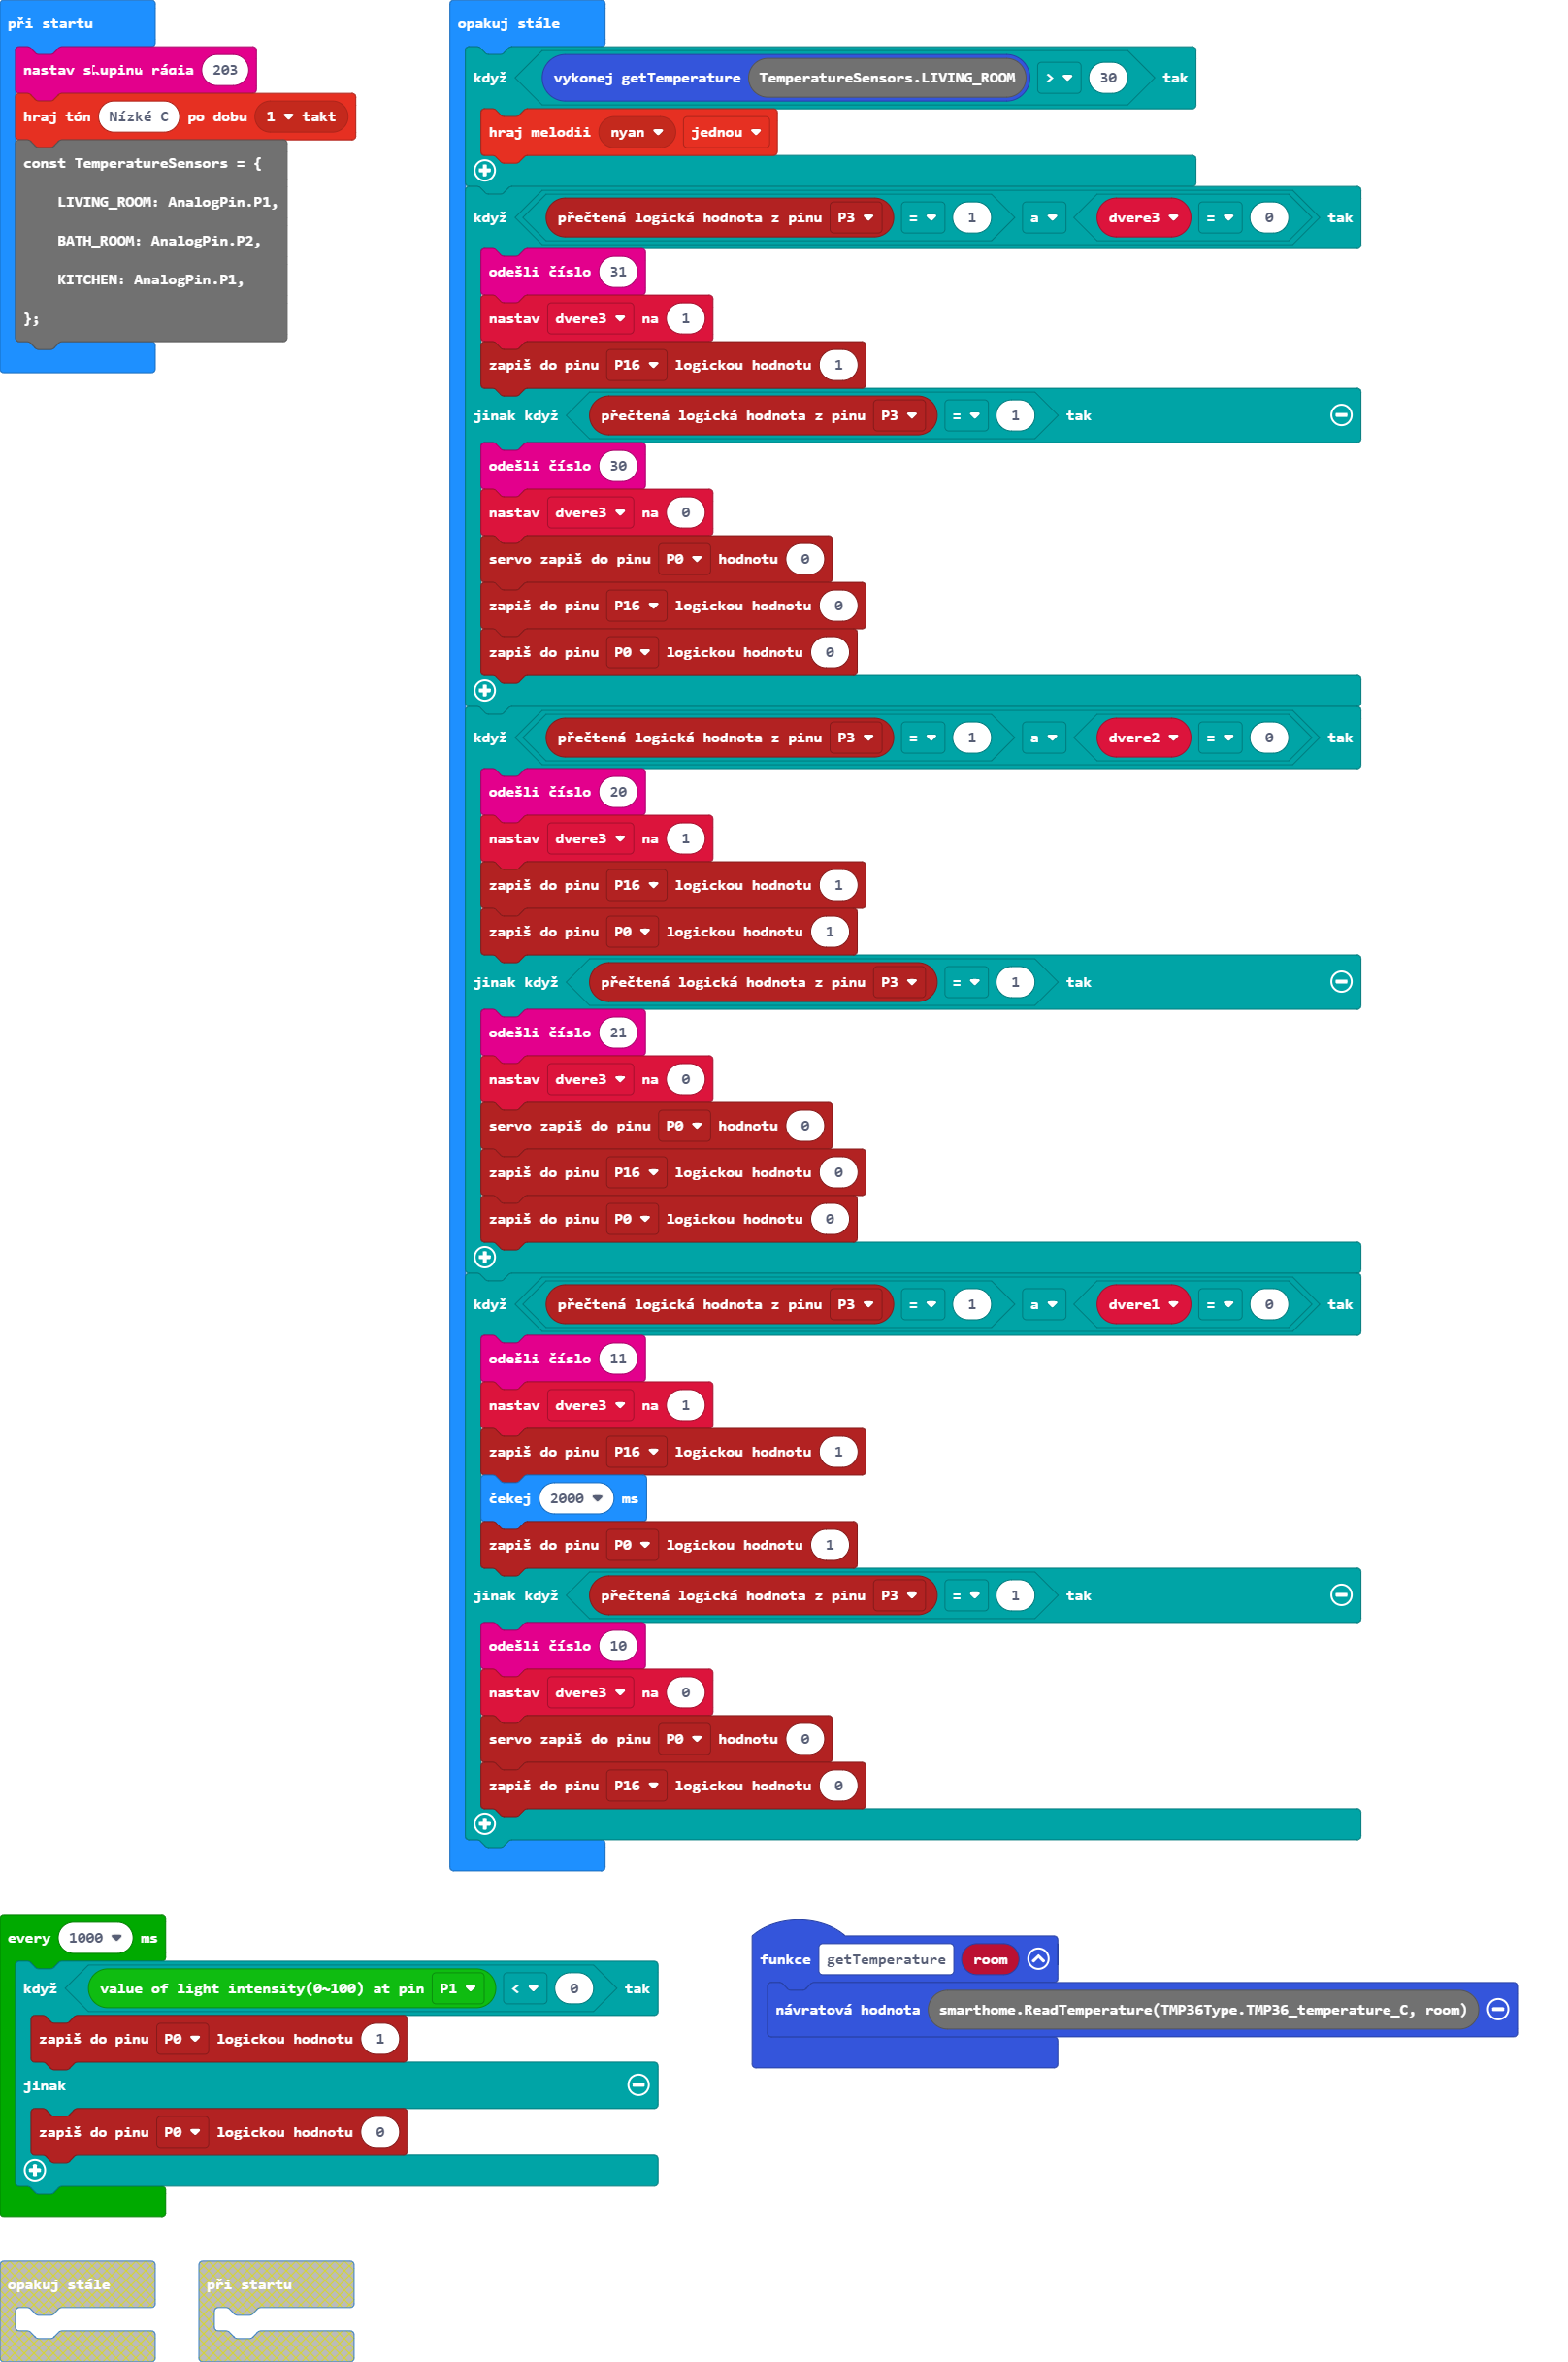 při startu
nastav skupinu rádia 203
hraj tón Nízké C po dobu 1 takt
const TemperatureSensors = {
LIVING_ROOM: AnalogPin.P1,
BATH_ROOM: AnalogPin.P2,
KITCHEN: AnalogPin.P1,
};
opakuj stále
když vykonej getTemperature TemperatureSensors.LIVING_ROOM > 30 tak
hraj melodii nyan jednou
když přečtená logická hodnota z pinu P3 = 1 a dvere3 = 0 tak
odešli číslo 31
nastav dvere3 na 1
zapiš do pinu P16 logickou hodnotu 1
jinak když přečtená logická hodnota z pinu P3 = 1 tak
odešli číslo 30
nastav dvere3 na 0
servo zapiš do pinu P0 hodnotu 0
zapiš do pinu P16 logickou hodnotu 0
zapiš do pinu P0 logickou hodnotu 0
když přečtená logická hodnota z pinu P3 = 1 a dvere2 = 0 tak
odešli číslo 20
nastav dvere3 na 1
zapiš do pinu P16 logickou hodnotu 1
zapiš do pinu P0 logickou hodnotu 1
jinak když přečtená logická hodnota z pinu P3 = 1 tak
odešli číslo 21
nastav dvere3 na 0
servo zapiš do pinu P0 hodnotu 0
zapiš do pinu P16 logickou hodnotu 0
zapiš do pinu P0 logickou hodnotu 0
když přečtená logická hodnota z pinu P3 = 1 a dvere1 = 0 tak
odešli číslo 11
nastav dvere3 na 1
zapiš do pinu P16 logickou hodnotu 1
čekej 2000 ms
zapiš do pinu P0 logickou hodnotu 1
jinak když přečtená logická hodnota z pinu P3 = 1 tak
odešli číslo 10
nastav dvere3 na 0
servo zapiš do pinu P0 hodnotu 0
zapiš do pinu P16 logickou hodnotu 0
every 1000 ms
když value of light intensity(0~100) at pin P1 < 0 tak
zapiš do pinu P0 logickou hodnotu 1
jinak
zapiš do pinu P0 logickou hodnotu 0
funkce getTemperature room
návratová hodnota smarthome.ReadTemperature(TMP36Type.TMP36_temperature_C, room)
opakuj stále
při startu